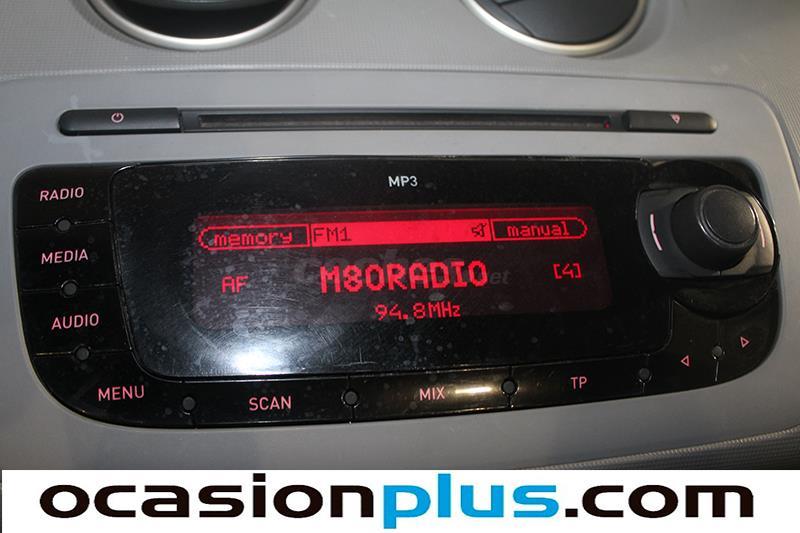 MP3
RADIO
MEDIA
AUDIO
memory FM1 manual
AF M80RADIO [4]
94.8MHz
MENU SCAN MIX TP
ocasionplus.com